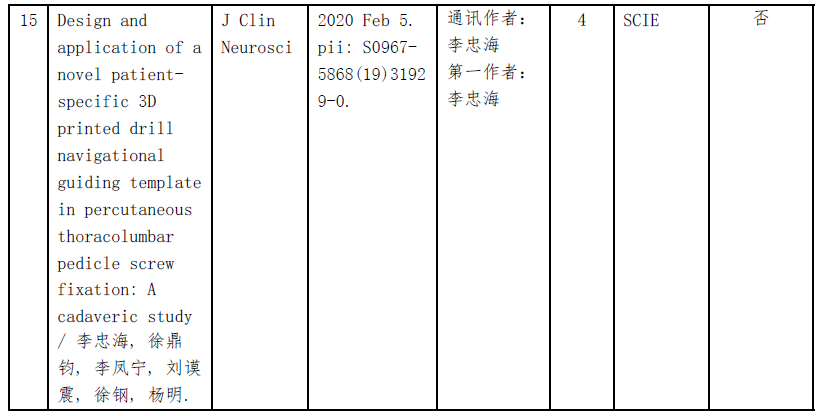 15
Design and
application of a
novel patient-
specific 3D
printed drill
navigational
guiding template
in percutaneous
thoracolumbar
pedicle screw
fixation: A
cadaveric study
/ 李忠海, 徐鼎
钧, 李凤宁, 刘谟
震, 徐钢, 杨明.
J Clin
Neurosci
2020 Feb 5.
pii: S0967-
5868(19)3192
9-0.
通讯作者：
李忠海
第一作者：
李忠海
4
SCIE
否